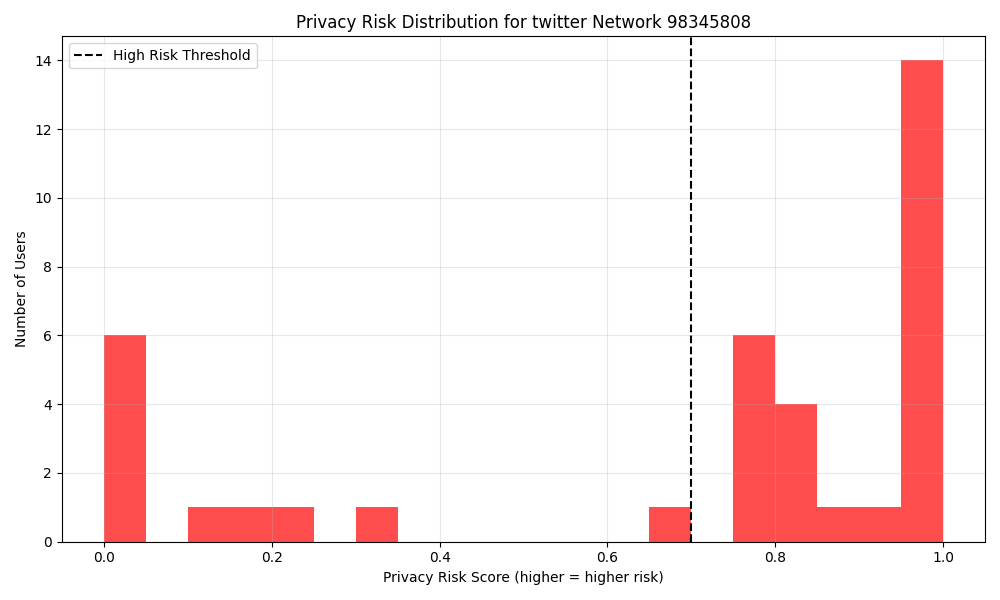 Privacy Risk Distribution for twitter Network 98345808
High Risk Threshold
14
12
10
8
6
4
2
0
Number of Users
0.0 0.2 0.4 0.6 0.8 1.0
Privacy Risk Score (higher = higher risk)